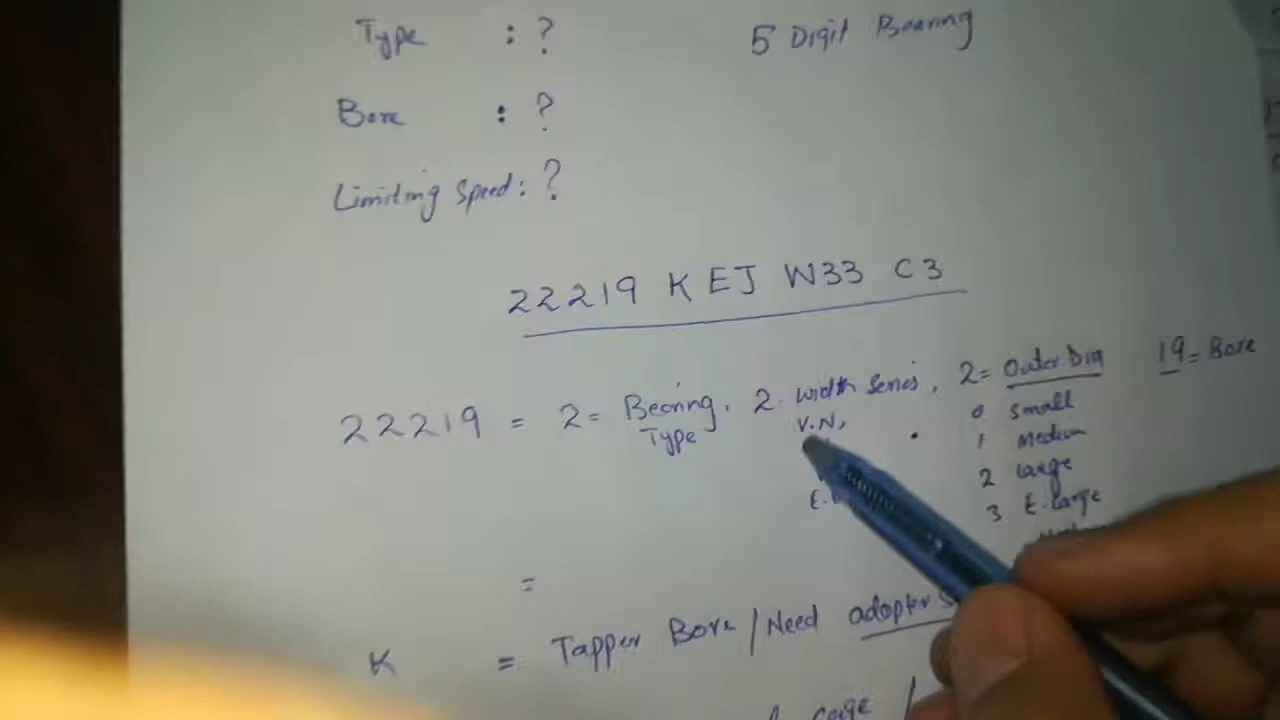 Type : ? 5 Digit Bearing
Bore : ?
Limiting Speed : ?
22219 K EJ W33 C3
22219 = 2 = Bearing Type, 2 width series, 2 = Outer Dia 19 = Bore
V.N,
0 small
1 Medium
2 large
3 E.large
=
K = Tapper Bore / Need adopter